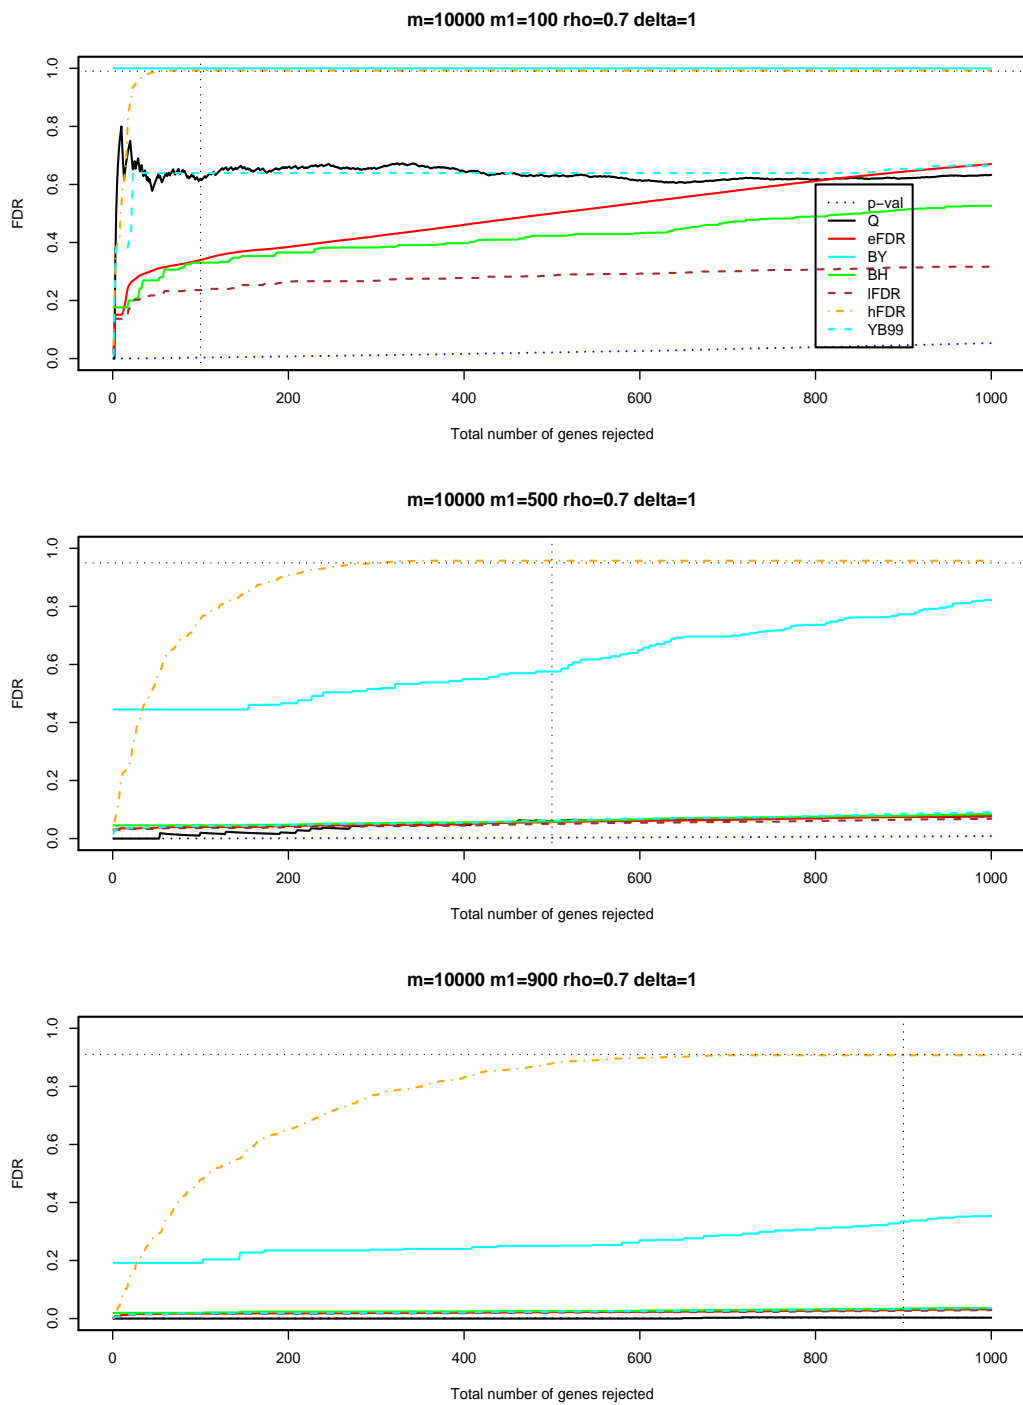 m=10000 m1=100 rho=0.7 delta=1
FDR
1.0
0.8
0.6
0.4
0.2
0.0
p-val
Q
eFDR
BY
BH
lFDR
hFDR
YB99
0 200 400 600 800 1000
Total number of genes rejected
m=10000 m1=500 rho=0.7 delta=1
FDR
1.0
0.8
0.6
0.4
0.2
0.0
0 200 400 600 800 1000
Total number of genes rejected
m=10000 m1=900 rho=0.7 delta=1
FDR
1.0
0.8
0.6
0.4
0.2
0.0
0 200 400 600 800 1000
Total number of genes rejected